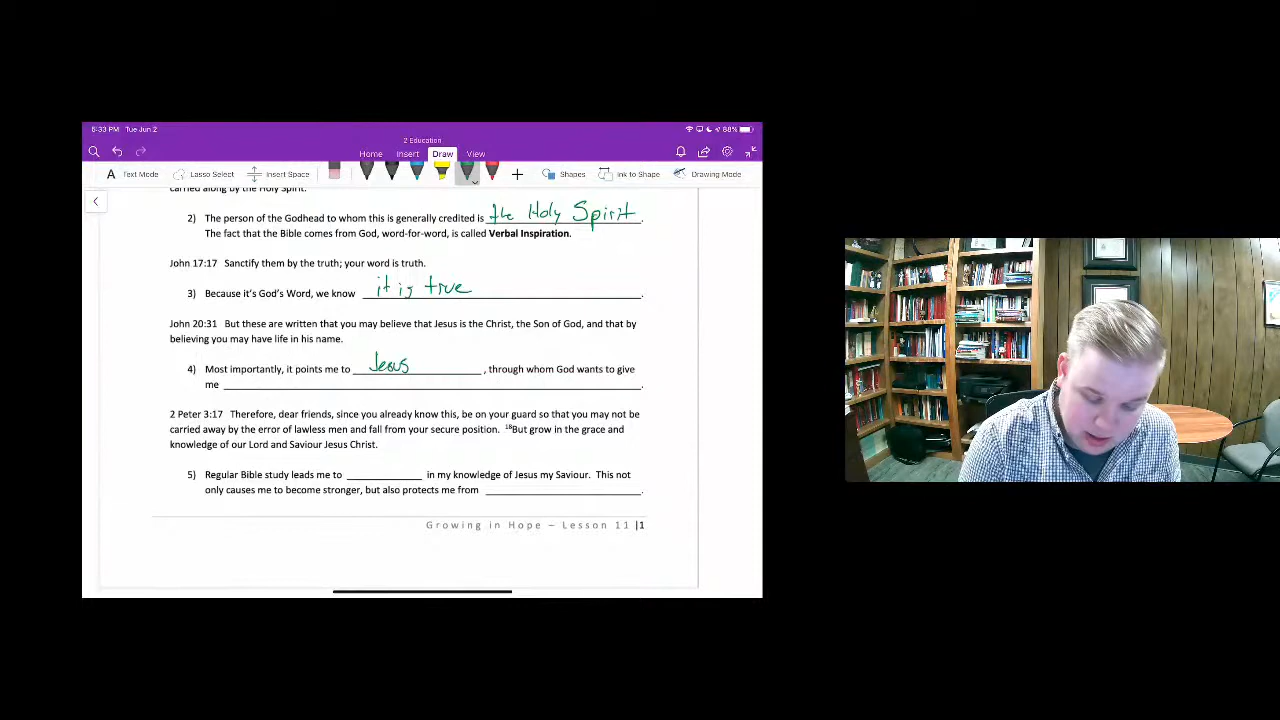 6:33 PM Tue Jun 2
88%
2 Education
Home Insert Draw View
Text Mode Lasso Select Insert Space Shapes Ink to Shape Drawing Mode
carried along by the Holy Spirit.
2) The person of the Godhead to whom this is generally credited is the Holy Spirit.
The fact that the Bible comes from God, word-for-word, is called Verbal Inspiration.
John 17:17 Sanctify them by the truth; your word is truth.
3) Because it's God's Word, we know it is true.
John 20:31 But these are written that you may believe that Jesus is the Christ, the Son of God, and that by
believing you may have life in his name.
4) Most importantly, it points me to Jesus, through whom God wants to give
me ____.
2 Peter 3:17 Therefore, dear friends, since you already know this, be on your guard so that you may not be
carried away by the error of lawless men and fall from your secure position. 18But grow in the grace and
knowledge of our Lord and Saviour Jesus Christ.
5) Regular Bible study leads me to ____ in my knowledge of Jesus my Saviour. This not
only causes me to become stronger, but also protects me from ____.
Growing in Hope – Lesson 11 |1